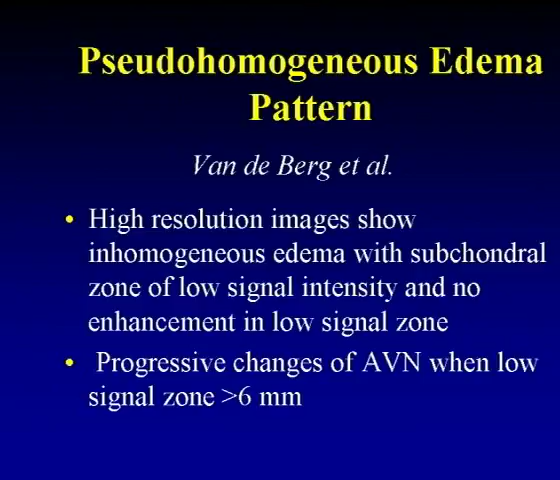 Pseudohomogeneous Edema
Pattern
Van de Berg et al.
• High resolution images show
inhomogeneous edema with subchondral
zone of low signal intensity and no
enhancement in low signal zone
• Progressive changes of AVN when low
signal zone >6 mm